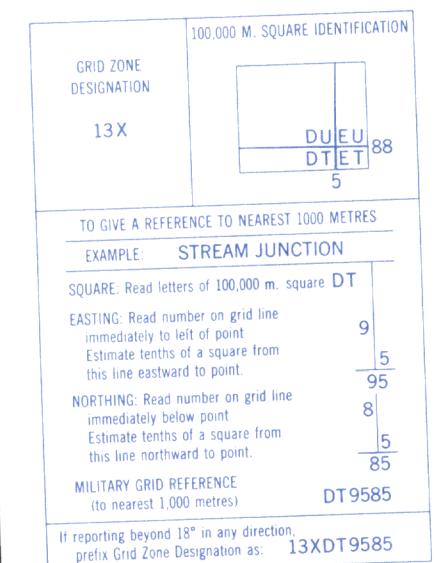 GRID ZONE
DESIGNATION
13X
100,000 M. SQUARE IDENTIFICATION
DU EU
DT ET
88
5
TO GIVE A REFERENCE TO NEAREST 1000 METRES
EXAMPLE: STREAM JUNCTION
SQUARE: Read letters of 100,000 m. square DT
EASTING: Read number on grid line
immediately to left of point 9
Estimate tenths of a square from
this line eastward to point. 5
95
NORTHING: Read number on grid line
immediately below point 8
Estimate tenths of a square from
this line northward to point. 5
85
MILITARY GRID REFERENCE
(to nearest 1,000 metres) DT9585
If reporting beyond 18° in any direction,
prefix Grid Zone Designation as: 13XDT9585